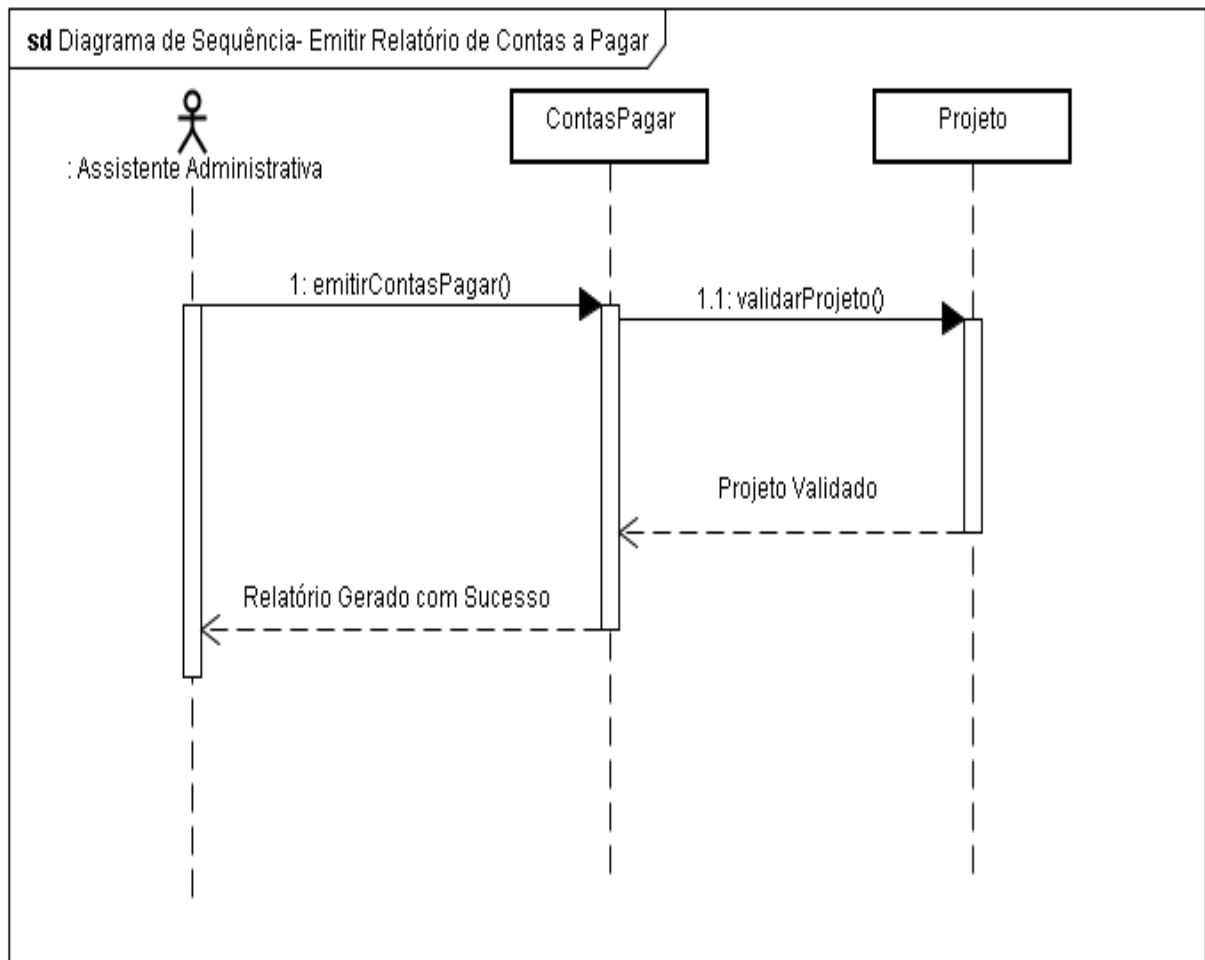 sd Diagrama de Sequência- Emitir Relatório de Contas a Pagar
: Assistente Administrativa
ContasPagar
Projeto
1: emitirContasPagar()
1.1: validarProjeto()
Projeto Validado
Relatório Gerado com Sucesso